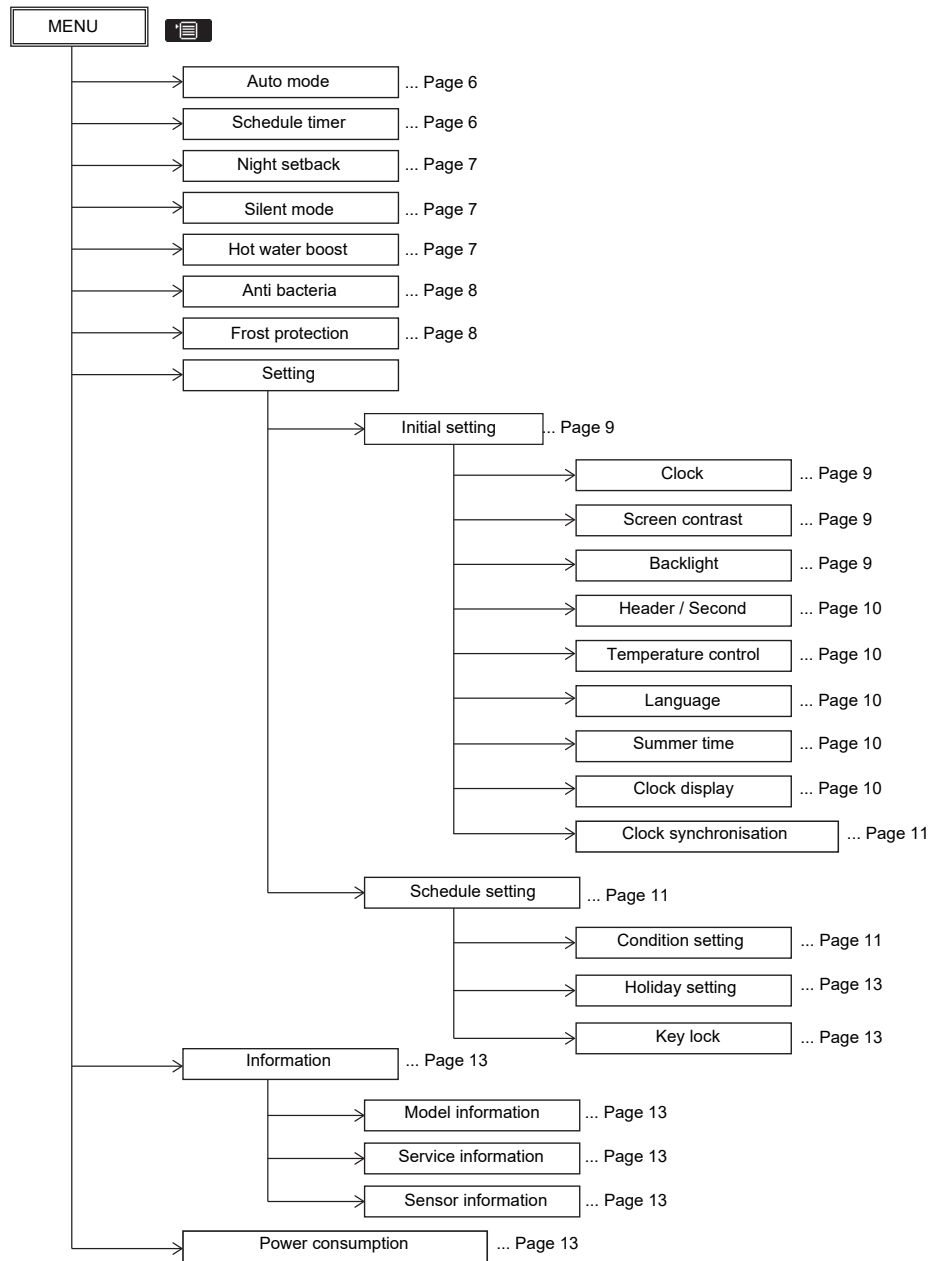 MENU
Auto mode ... Page 6
Schedule timer ... Page 6
Night setback ... Page 7
Silent mode ... Page 7
Hot water boost ... Page 7
Anti bacteria ... Page 8
Frost protection ... Page 8
Setting
Initial setting ... Page 9
Clock ... Page 9
Screen contrast ... Page 9
Backlight ... Page 9
Header / Second ... Page 10
Temperature control ... Page 10
Language ... Page 10
Summer time ... Page 10
Clock display ... Page 10
Clock synchronisation ... Page 11
Schedule setting ... Page 11
Condition setting ... Page 11
Holiday setting ... Page 13
Key lock ... Page 13
Information ... Page 13
Model information ... Page 13
Service information ... Page 13
Sensor information ... Page 13
Power consumption ... Page 13